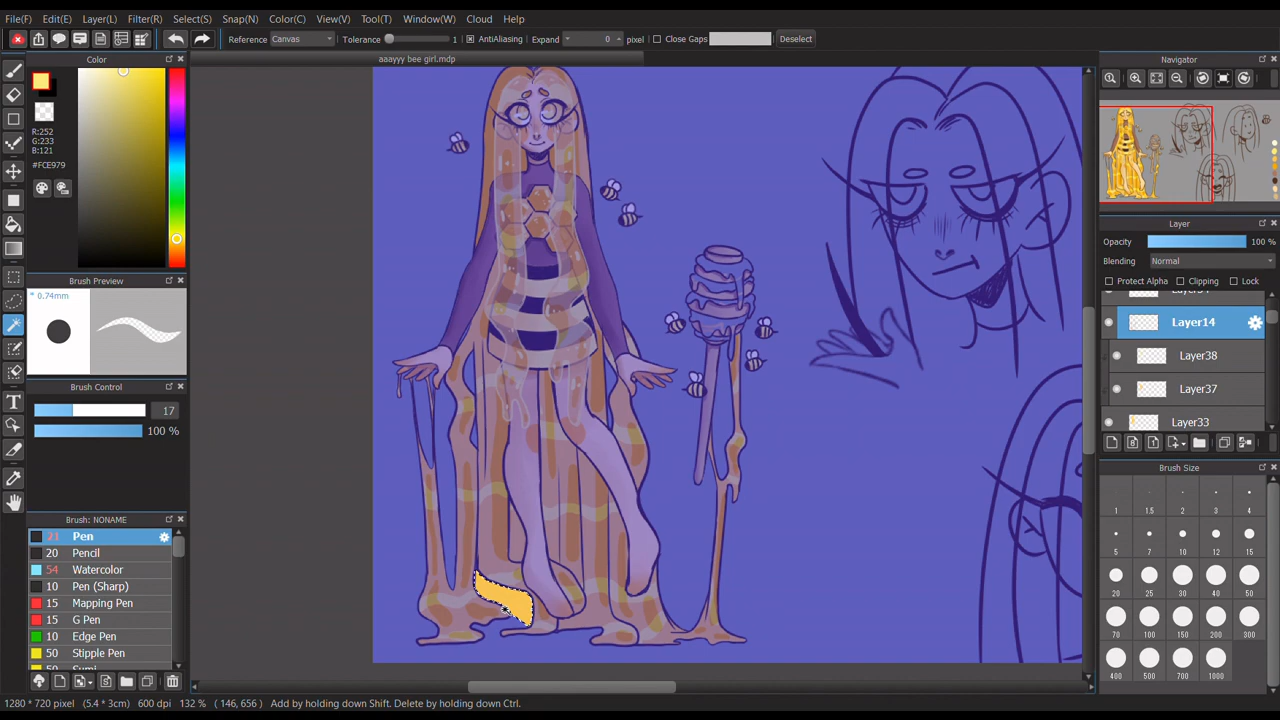 File(F) Edit(E) Layer(L) Filter(R) Select(S) Snap(N) Color(C) View(V) Tool(T) Window(W) Cloud Help
Reference Canvas Tolerance 1 AntiAliasing Expand 0 pixel Close Gaps Deselect
Color
aaayyy bee girl.mdp
Navigator
R:252
G:233
B:121
#FCE979
Brush Preview
* 0.74mm
Brush Control
17
100 %
Brush: NONAME
21 Pen
20 Pencil
54 Watercolor
10 Pen (Sharp)
15 Mapping Pen
15 G Pen
10 Edge Pen
50 Stipple Pen
50 Sumi
Layer
Opacity 100 %
Blending Normal
Protect Alpha Clipping Lock
Layer14
Layer38
Layer37
Layer33
Brush Size
1 1.5 2 3 4
5 7 10 12 15
20 25 30 40 50
70 100 150 200 300
400 500 700 1000
1280 * 720 pixel (5.4 * 3cm) 600 dpi 132 % ( 146, 656 ) Add by holding down Shift. Delete by holding down Ctrl.